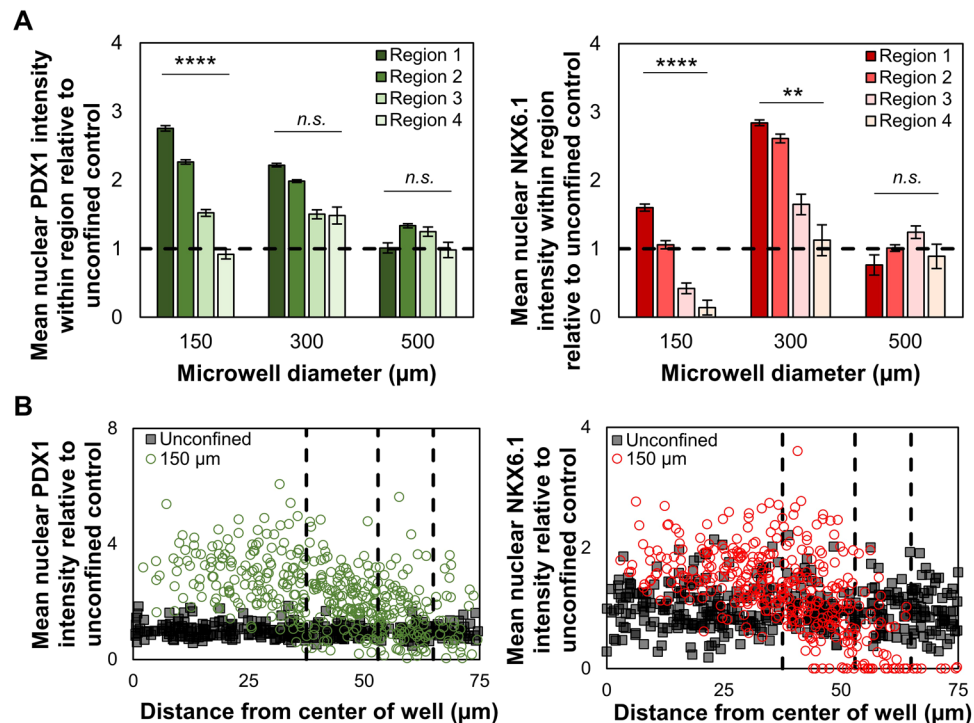 A
Mean nuclear PDX1 intensity
within region relative to
unconfined control
4
3
2
1
0
****
n.s.
n.s.
Region 1
Region 2
Region 3
Region 4
150
300
500
Microwell diameter (μm)
Mean nuclear NKX6.1
intensity within region
relative to unconfined control
4
3
2
1
0
****
**
n.s.
Region 1
Region 2
Region 3
Region 4
150
300
500
Microwell diameter (μm)
B
Mean nuclear PDX1
intensity relative to
unconfined control
8
4
0
Unconfined
150 μm
0
25
50
75
Distance from center of well (μm)
Mean nuclear NKX6.1
intensity relative to
unconfined control
4
2
0
Unconfined
150 μm
0
25
50
75
Distance from center of well (μm)